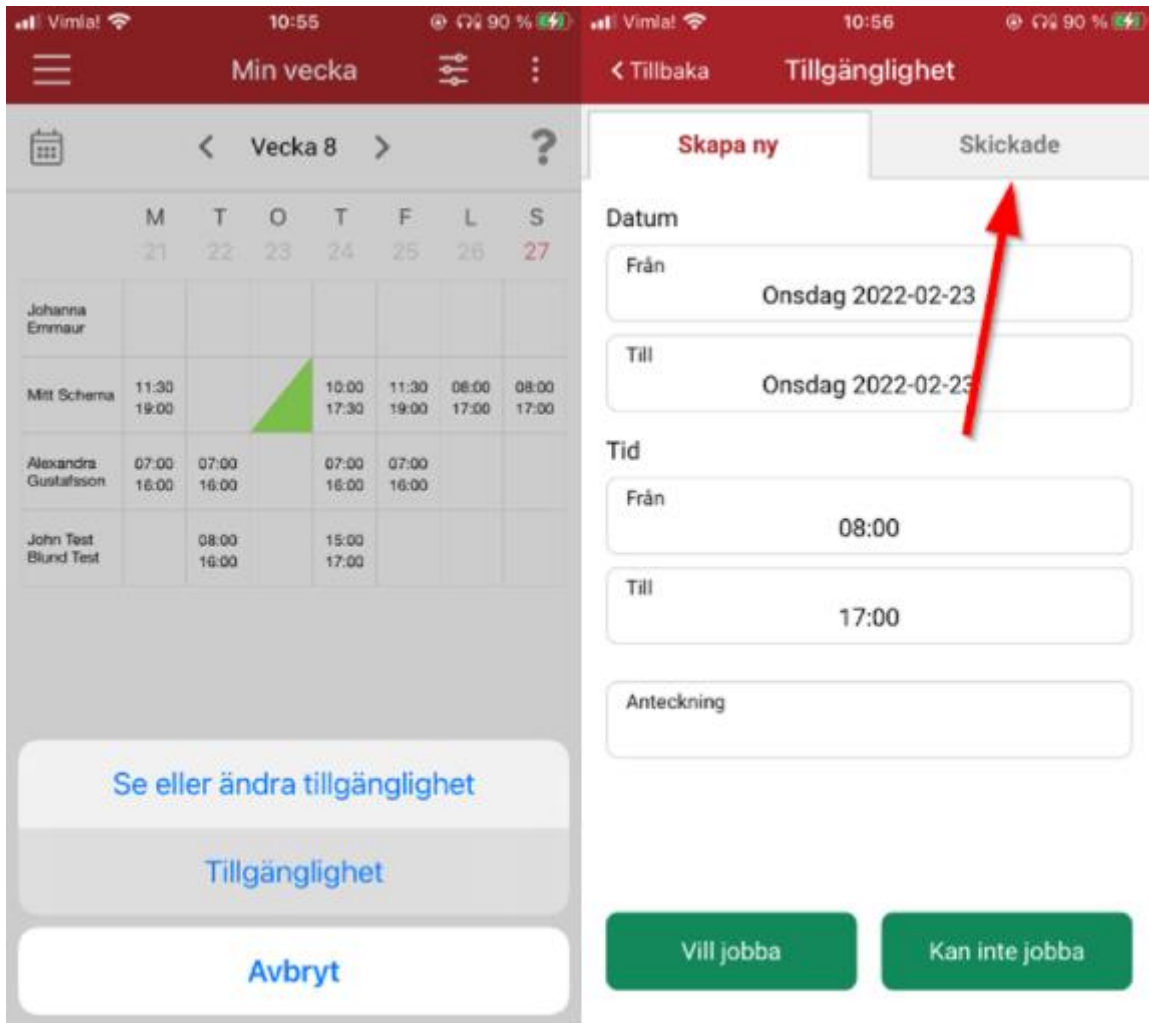 Vimla! 10:55 90 %
Min vecka
Vecka 8 ?
M T O T F L S
21 22 23 24 25 26 27
Johanna
Emmaur
Mitt Schema 11:30 10:00 11:30 08:00 08:00
19:00 17:30 19:00 17:00 17:00
Alexandra 07:00 07:00 07:00 07:00
Gustafsson 16:00 16:00 16:00 16:00
John Test 08:00 15:00
Blund Test 16:00 17:00
Se eller ändra tillgänglighet
Tillgänglighet
Avbryt
Vimla! 10:56 90 %
Tillbaka Tillgänglighet
Skapa ny Skickade
Datum
Från
Onsdag 2022-02-23
Till
Onsdag 2022-02-23
Tid
Från
08:00
Till
17:00
Anteckning
Vill jobba Kan inte jobba